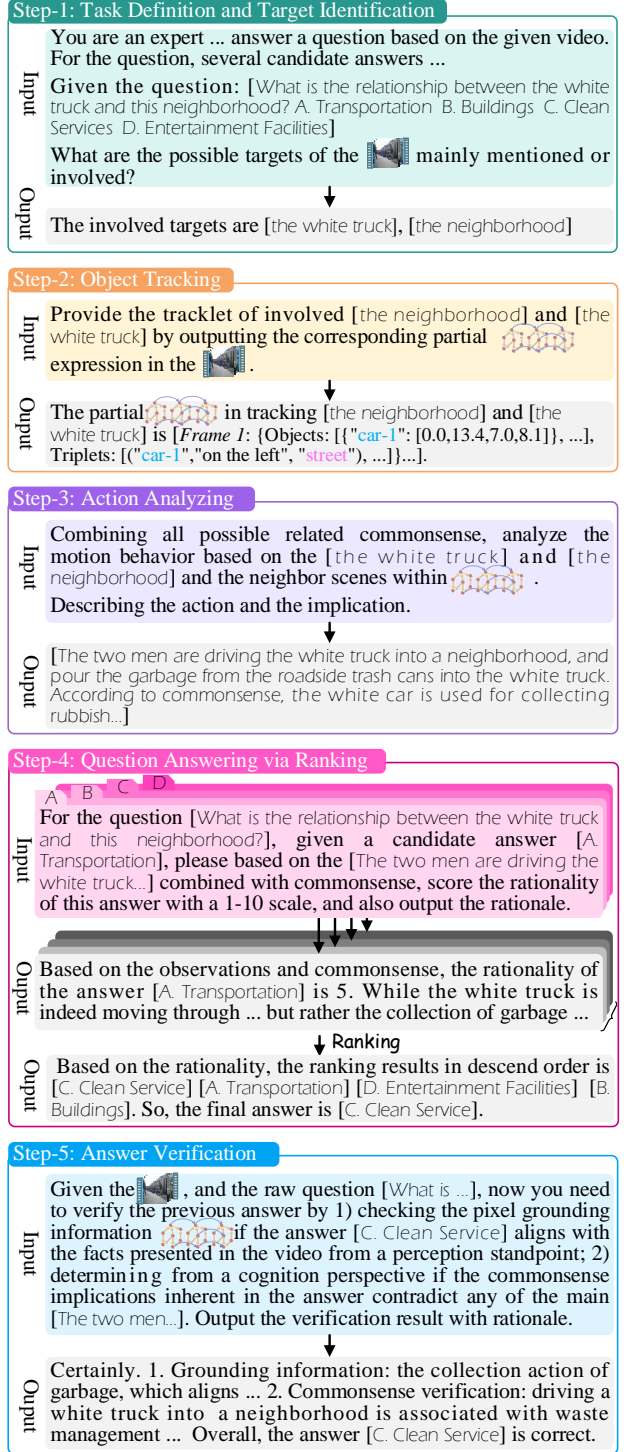 Step-1: Task Definition and Target Identification
Input
You are an expert ... answer a question based on the given video.
For the question, several candidate answers ...
Given the question: [What is the relationship between the white
truck and this neighborhood? A. Transportation B. Buildings C. Clean
Services D. Entertainment Facilities]
What are the possible targets of the mainly mentioned or
involved?
Ouput
The involved targets are [the white truck], [the neighborhood]
Step-2: Object Tracking
Input
Provide the tracklet of involved [the neighborhood] and [the
white truck] by outputting the corresponding partial
expression in the .
Ouput
The partial in tracking [the neighborhood] and [the
white truck] is [Frame 1: {Objects: [{"car-1": [0.0,13.4,7.0,8.1]}, ...],
Triplets: [("car-1","on the left", "street"), ...]}...].
Step-3: Action Analyzing
Input
Combining all possible related commonsense, analyze the
motion behavior based on the [the white truck] and [the
neighborhood] and the neighbor scenes within .
Describing the action and the implication.
Ouput
[The two men are driving the white truck into a neighborhood, and
pour the garbage from the roadside trash cans into the white truck.
According to commonsense, the white car is used for collecting
rubbish...]
Step-4: Question Answering via Ranking
A B C D
Input
For the question [What is the relationship between the white truck
and this neighborhood?], given a candidate answer [A.
Transportation], please based on the [The two men are driving the
white truck...] combined with commonsense, score the rationality
of this answer with a 1-10 scale, and also output the rationale.
Ouput
Based on the observations and commonsense, the rationality of
the answer [A. Transportation] is 5. While the white truck is
indeed moving through ... but rather the collection of garbage ...
Ranking
Ouput
Based on the rationality, the ranking results in descend order is
[C. Clean Service] [A. Transportation] [D. Entertainment Facilities] [B.
Buildings]. So, the final answer is [C. Clean Service].
Step-5: Answer Verification
Input
Given the , and the raw question [What is ...], now you need
to verify the previous answer by 1) checking the pixel grounding
information if the answer [C. Clean Service] aligns with
the facts presented in the video from a perception standpoint; 2)
determining from a cognition perspective if the commonsense
implications inherent in the answer contradict any of the main
[The two men...]. Output the verification result with rationale.
Ouput
Certainly. 1. Grounding information: the collection action of
garbage, which aligns ... 2. Commonsense verification: driving a
white truck into a neighborhood is associated with waste
management ... Overall, the answer [C. Clean Service] is correct.